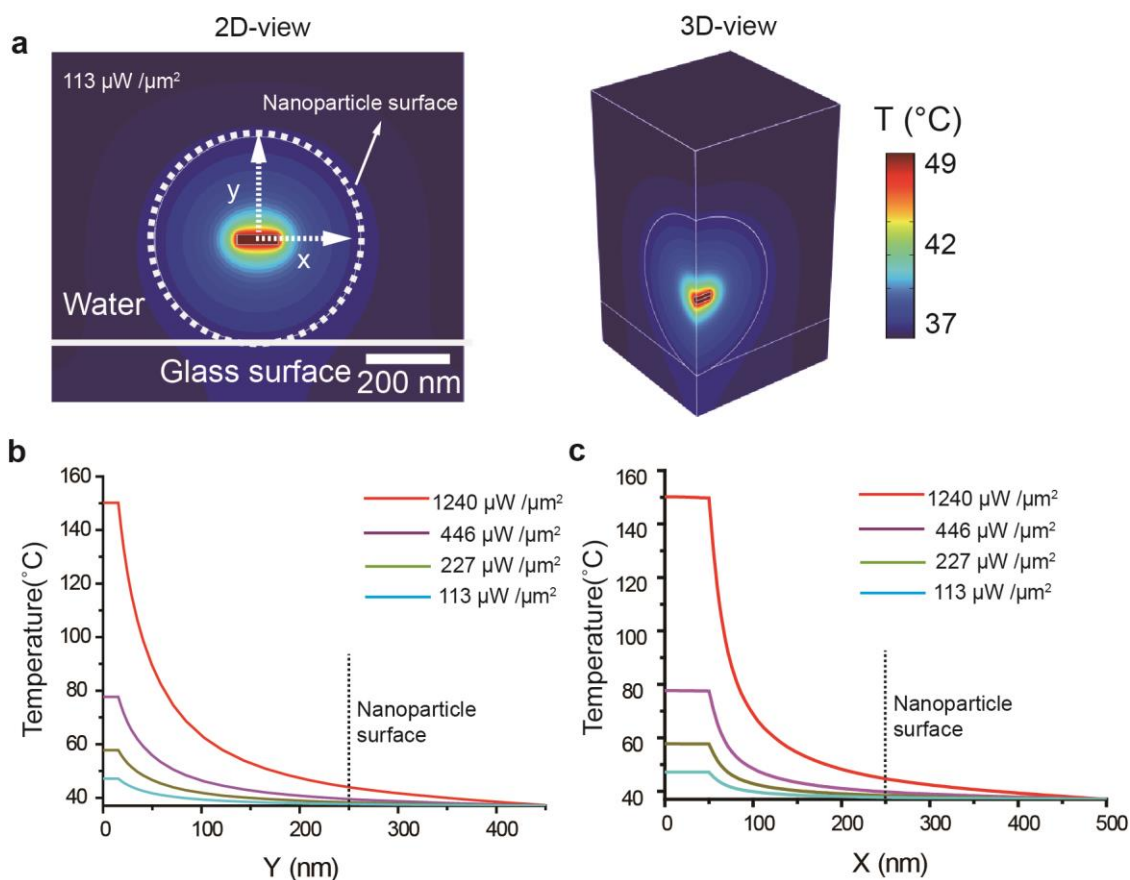 2D-view
3D-view
a
113 µW /µm²
Nanoparticle surface
y
x
Water
Glass surface
200 nm
T (°C)
49
42
37
b
160
140
120
100
80
60
40
Temperature(˚C)
1240 µW /µm²
446 µW /µm²
227 µW /µm²
113 µW /µm²
Nanoparticle
surface
0
100
200
300
400
Y (nm)
c
160
140
120
100
80
60
40
Temperature(˚C)
1240 µW /µm²
446 µW /µm²
227 µW /µm²
113 µW /µm²
Nanoparticle
surface
0
100
200
300
400
500
X (nm)